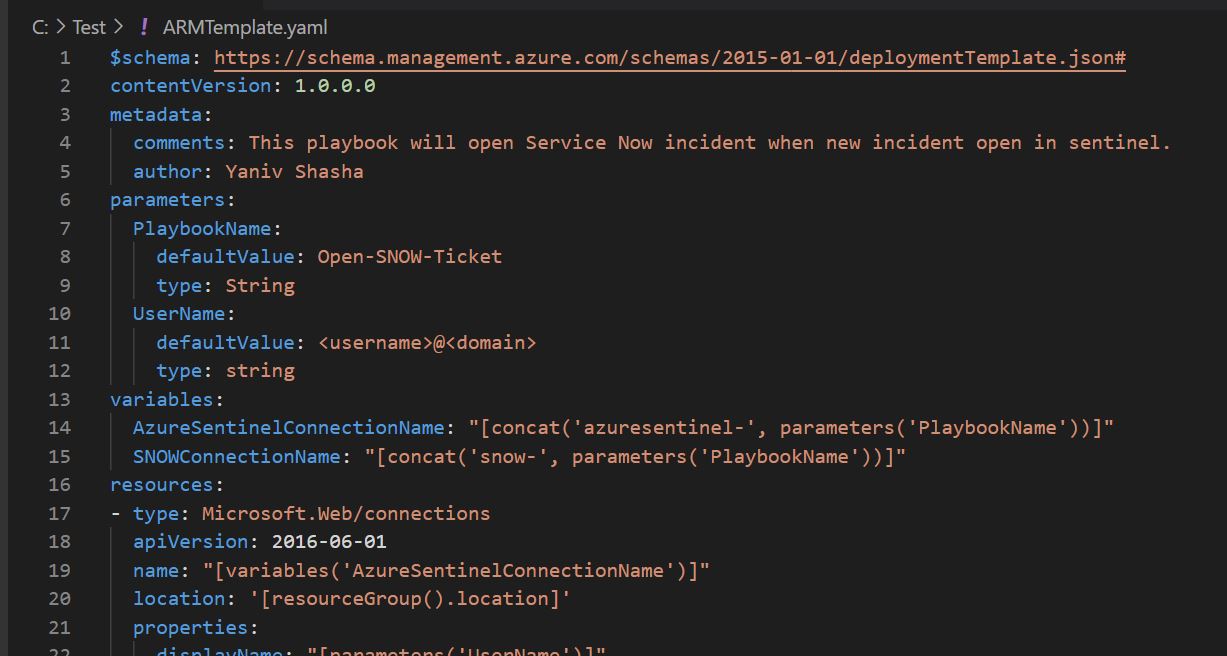 C: > Test > ! ARMTemplate.yaml
1 $schema: https://schema.management.azure.com/schemas/2015-01-01/deploymentTemplate.json#
2 contentVersion: 1.0.0.0
3 metadata:
4 comments: This playbook will open Service Now incident when new incident open in sentinel.
5 author: Yaniv Shasha
6 parameters:
7 PlaybookName:
8 defaultValue: Open-SNOW-Ticket
9 type: String
10 UserName:
11 defaultValue: <username>@<domain>
12 type: string
13 variables:
14 AzureSentinelConnectionName: "[concat('azuresentinel-', parameters('PlaybookName'))]"
15 SNOWConnectionName: "[concat('snow-', parameters('PlaybookName'))]"
16 resources:
17 - type: Microsoft.Web/connections
18 apiVersion: 2016-06-01
19 name: "[variables('AzureSentinelConnectionName')]"
20 location: '[resourceGroup().location]'
21 properties:
22 displayName: "[parameters('UserName')]"